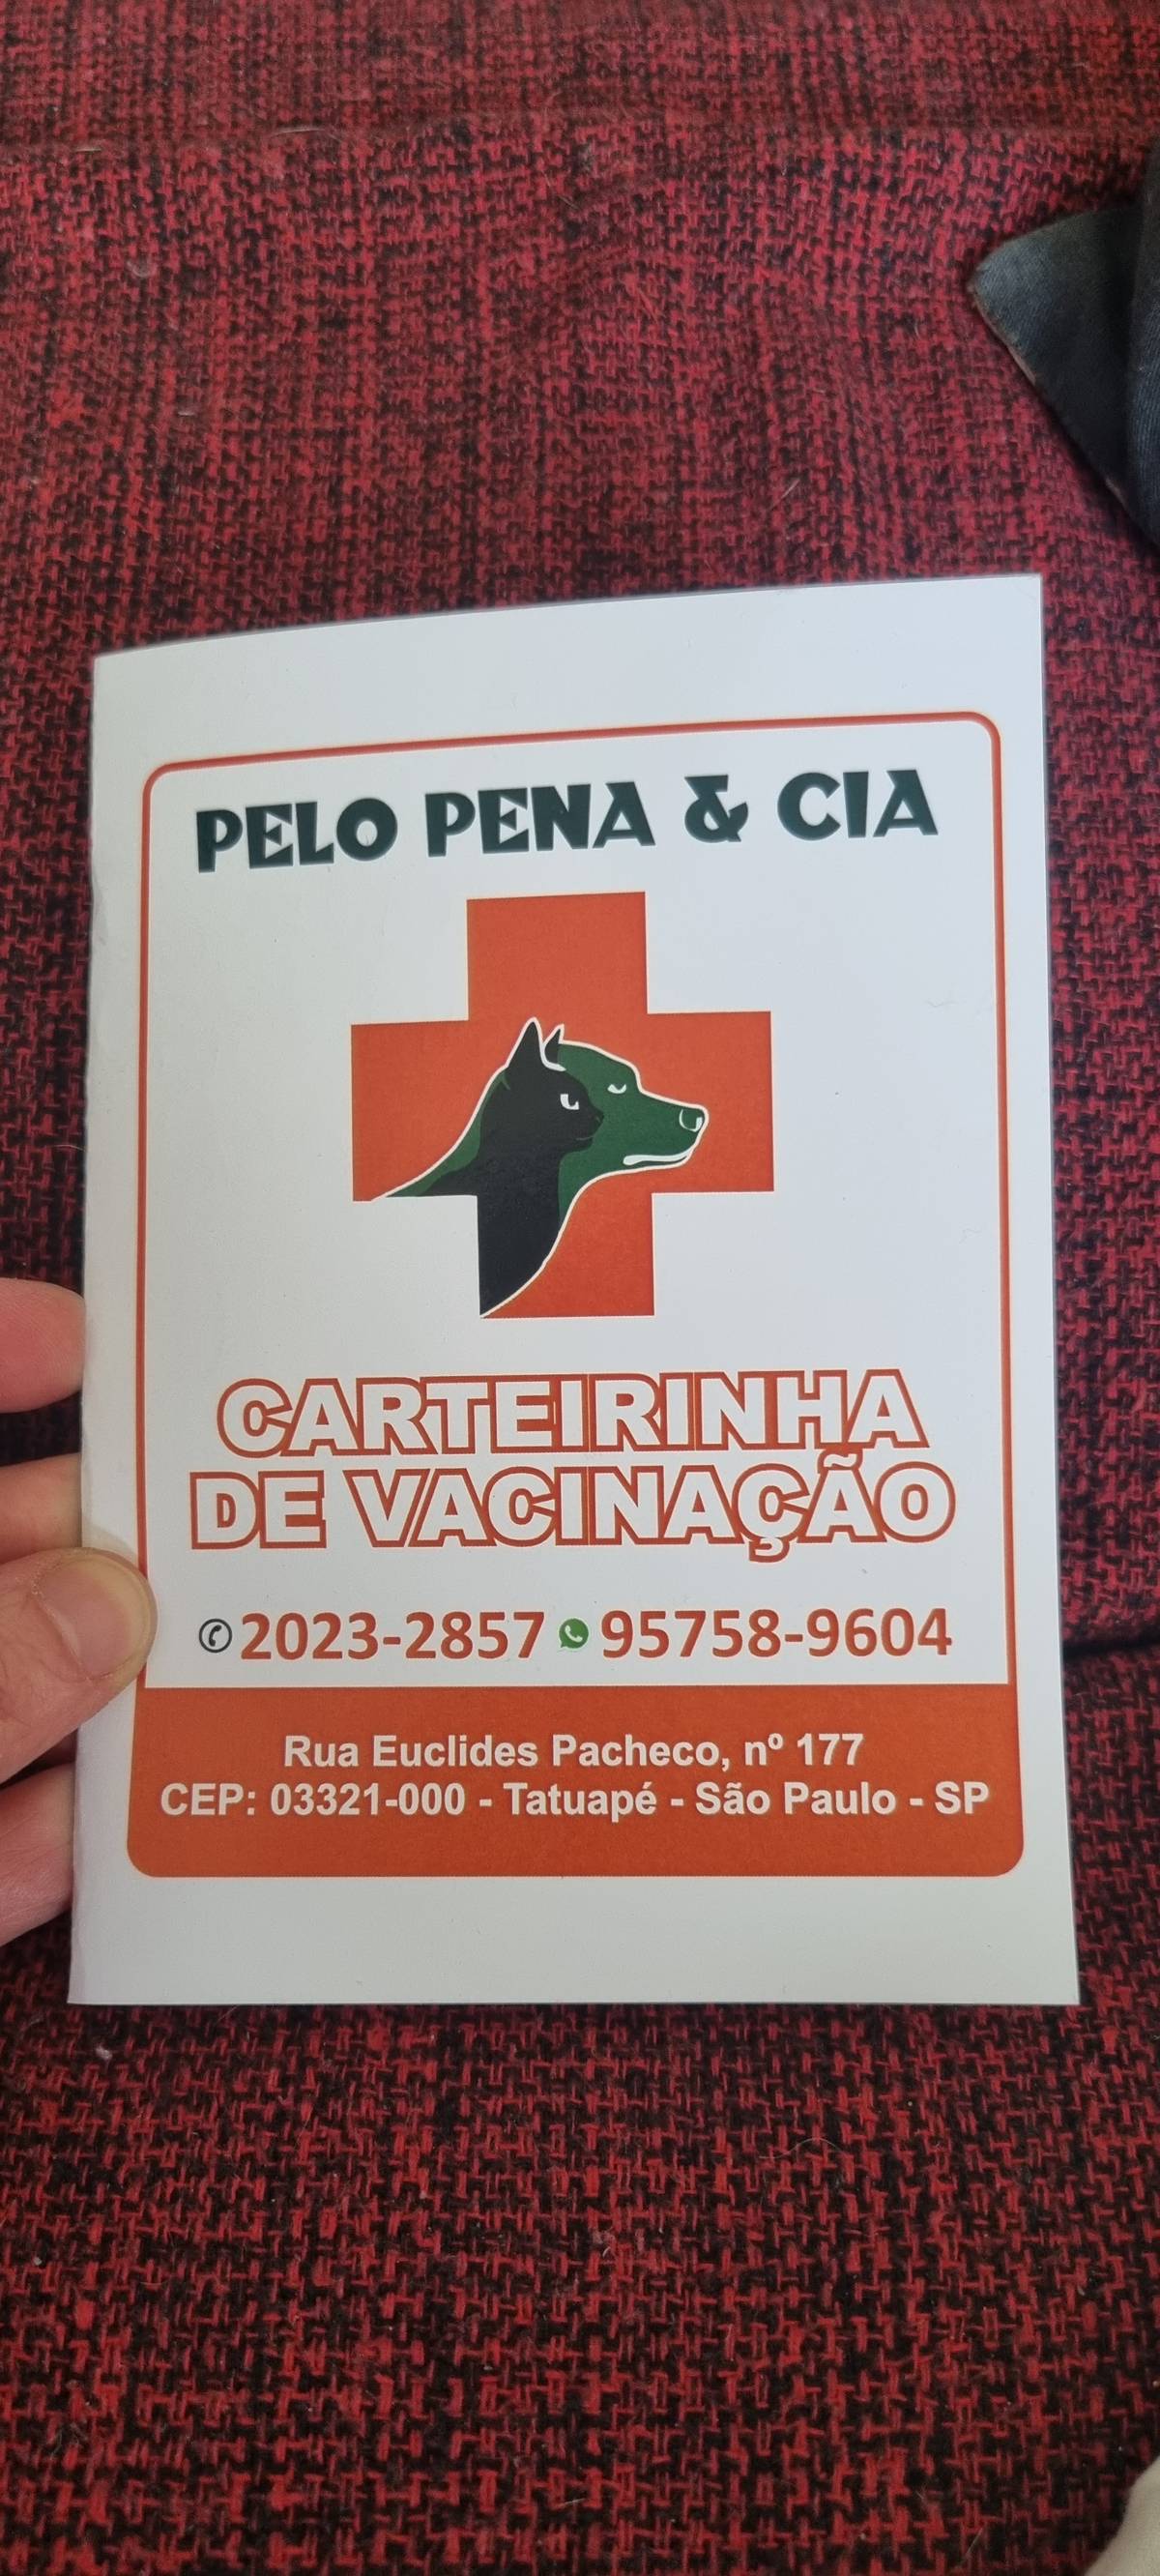 PELO PENA & CIA
CARTEIRINHA
DE VACINAÇÃO
2023-2857 95758-9604
Rua Euclides Pacheco, nº 177
CEP: 03321-000 - Tatuapé - São Paulo - SP